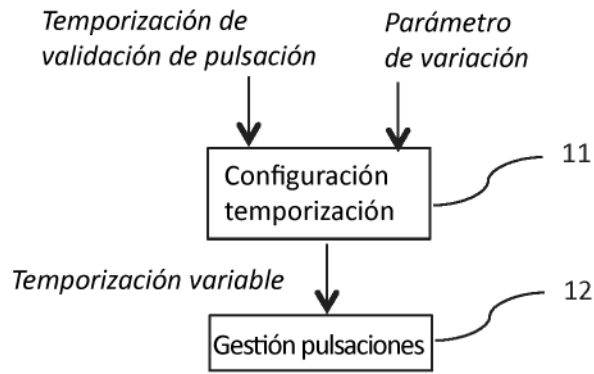 Temporización de
validación de pulsación
Parámetro
de variación
Configuración
temporización
11
Temporización variable
12
Gestión pulsaciones